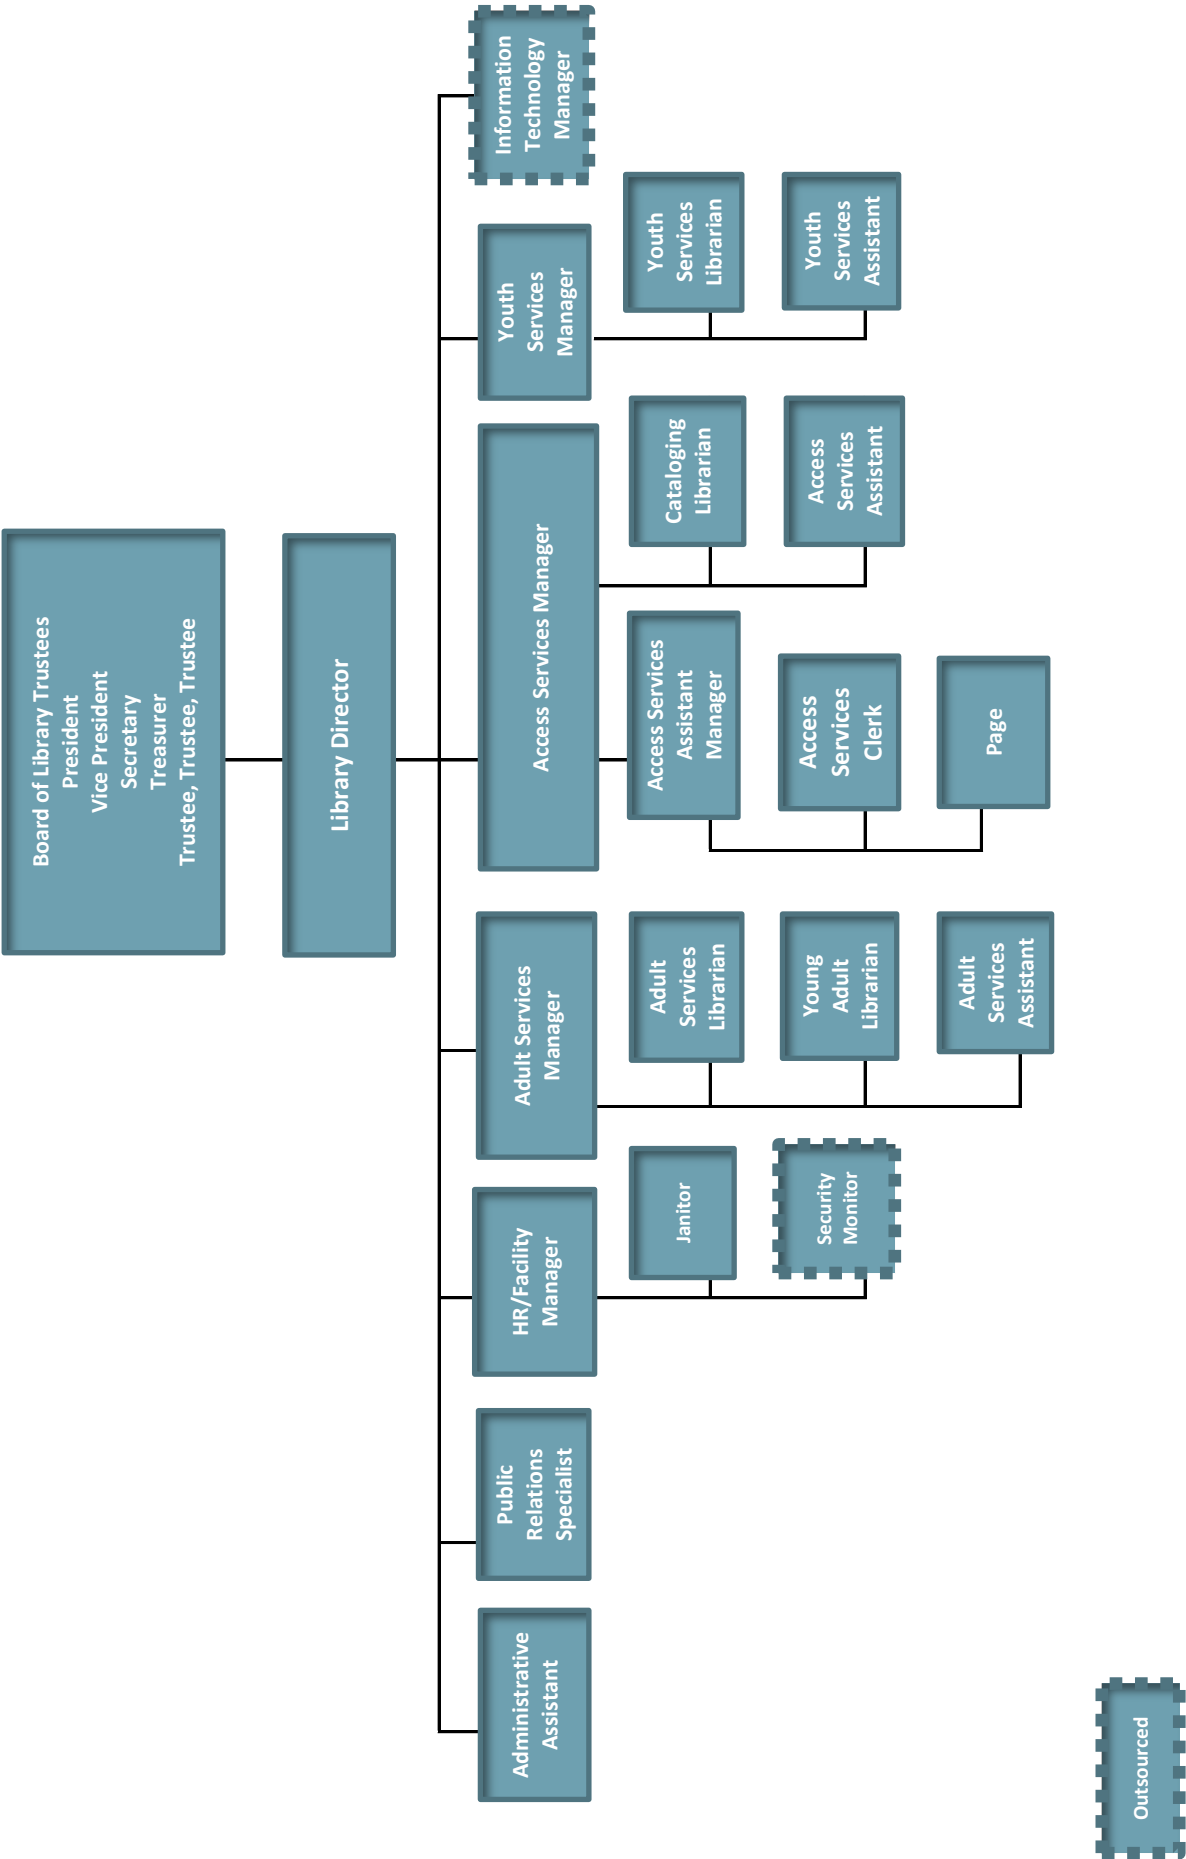 Board of Library Trustees
President
Vice President
Secretary
Treasurer
Trustee, Trustee, Trustee
Library Director
Administrative
Assistant
Public
Relations
Specialist
HR/Facility
Manager
Adult Services
Manager
Access Services Manager
Youth
Services
Manager
Information
Technology
Manager
Janitor
Security
Monitor
Adult
Services
Librarian
Young
Adult
Librarian
Adult
Services
Assistant
Access Services
Assistant
Manager
Access
Services
Clerk
Page
Cataloging
Librarian
Access
Services
Assistant
Youth
Services
Librarian
Youth
Services
Assistant
Outsourced